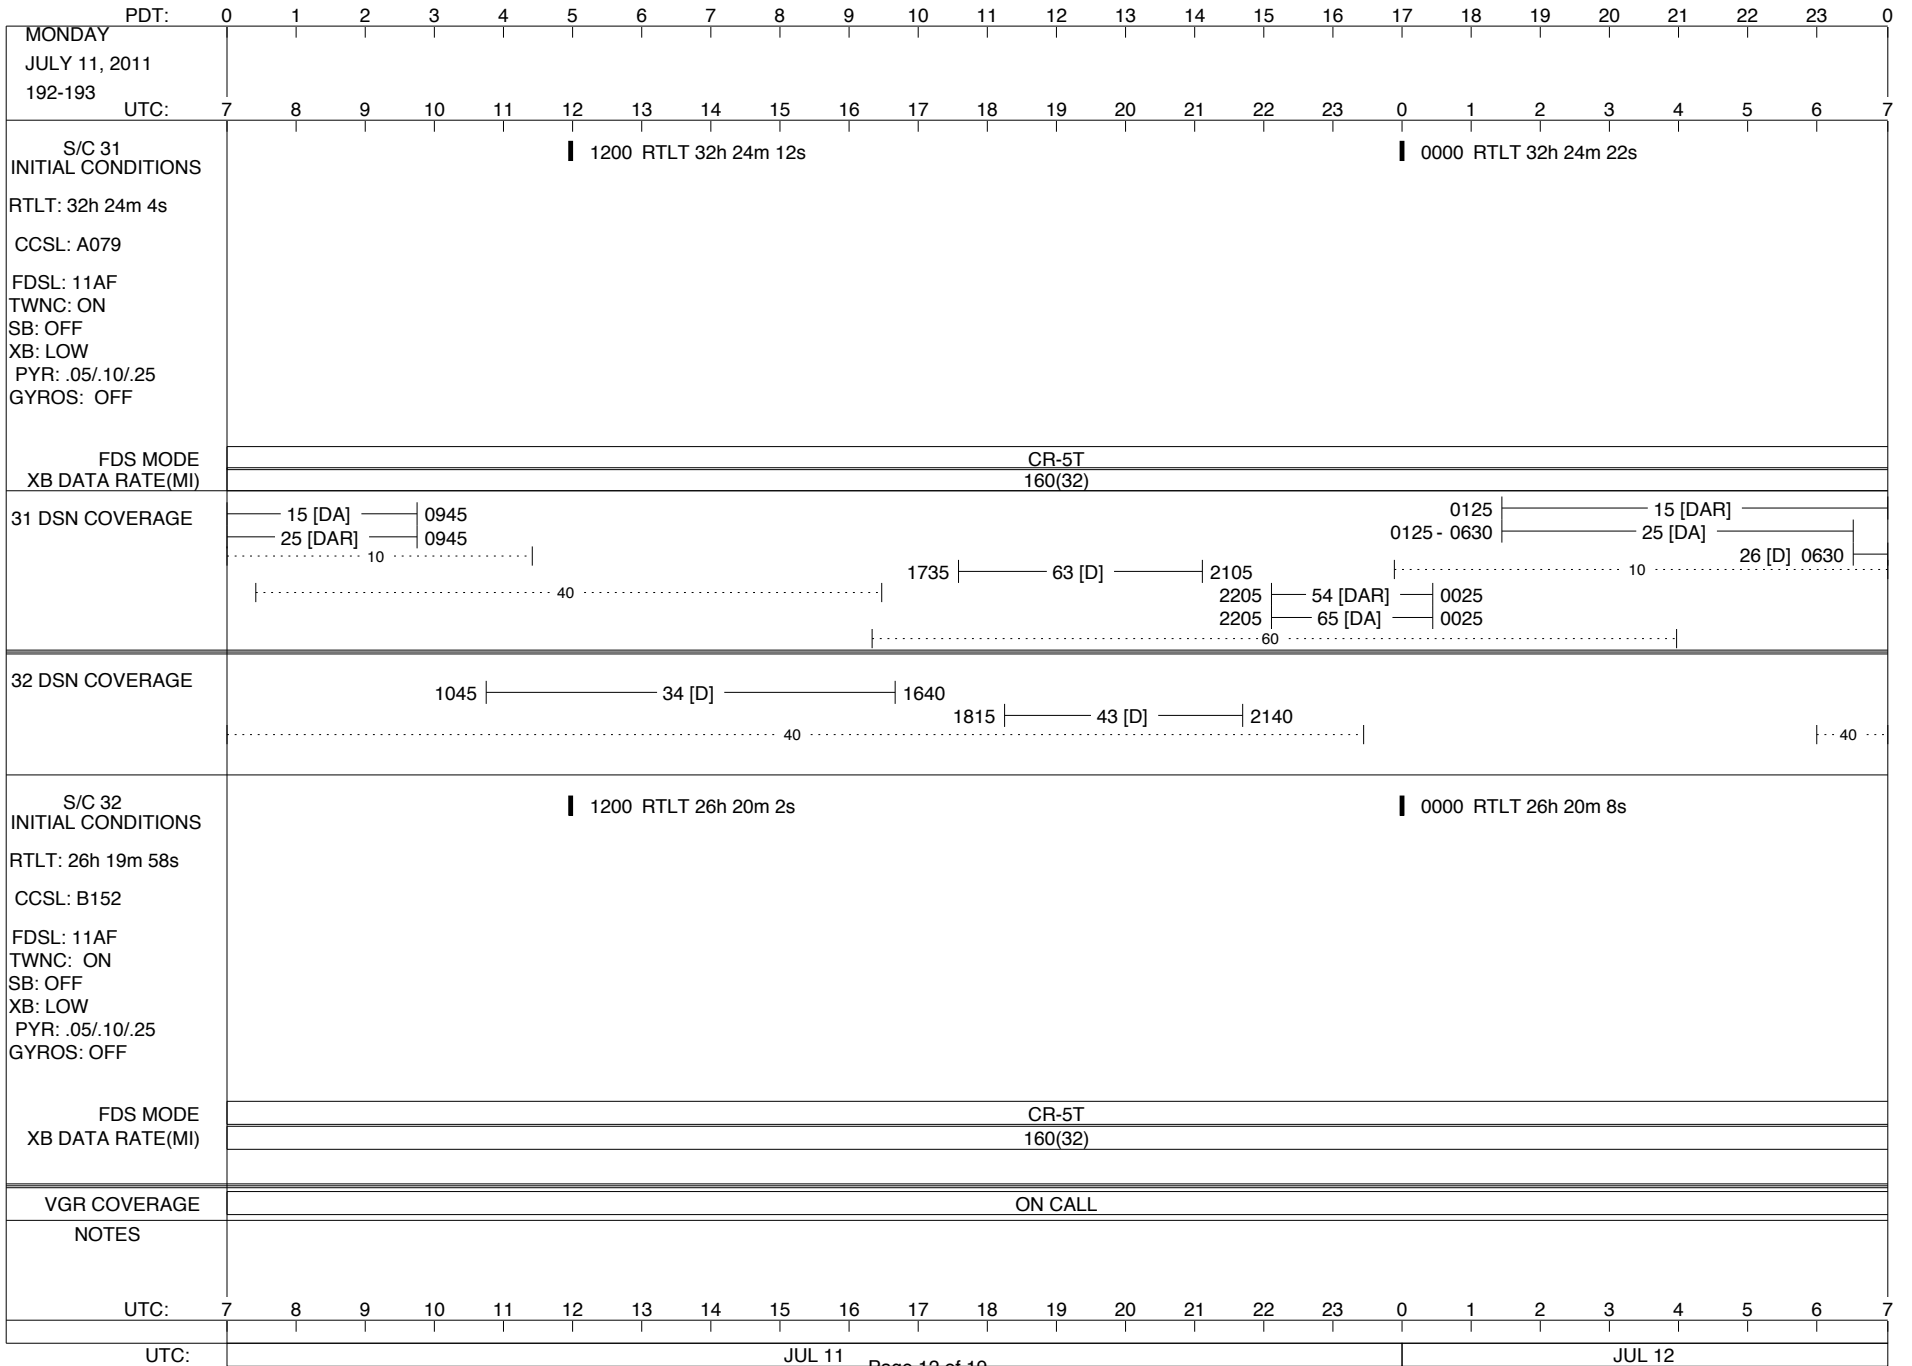 PDT: 0 1 2 3 4 5 6 7 8 9 10 11 12 13 14 15 16 17 18 19 20 21 22 23 0
MONDAY
JULY 11, 2011
192-193
UTC: 7 8 9 10 11 12 13 14 15 16 17 18 19 20 21 22 23 0 1 2 3 4 5 6 7
S/C 31
INITIAL CONDITIONS
1200 RTLT 32h 24m 12s
0000 RTLT 32h 24m 22s
RTLT: 32h 24m 4s
CCSL: A079
FDSL: 11AF
TWNC: ON
SB: OFF
XB: LOW
PYR: .05/.10/.25
GYROS: OFF
FDS MODE CR-5T
XB DATA RATE(MI) 160(32)
31 DSN COVERAGE
15 [DA] 0945
0125 15 [DAR]
25 [DAR] 0945
0125 - 0630 25 [DA]
10
26 [D] 0630
1735 63 [D] 2105
10
40
2205 54 [DAR] 0025
2205 65 [DA] 0025
60
32 DSN COVERAGE
1045 34 [D] 1640
1815 43 [D] 2140
40
40
S/C 32
INITIAL CONDITIONS
1200 RTLT 26h 20m 2s
0000 RTLT 26h 20m 8s
RTLT: 26h 19m 58s
CCSL: B152
FDSL: 11AF
TWNC: ON
SB: OFF
XB: LOW
PYR: .05/.10/.25
GYROS: OFF
FDS MODE CR-5T
XB DATA RATE(MI) 160(32)
VGR COVERAGE ON CALL
NOTES
UTC: 7 8 9 10 11 12 13 14 15 16 17 18 19 20 21 22 23 0 1 2 3 4 5 6 7
UTC: JUL 11 JUL 12
Page 12 of 19